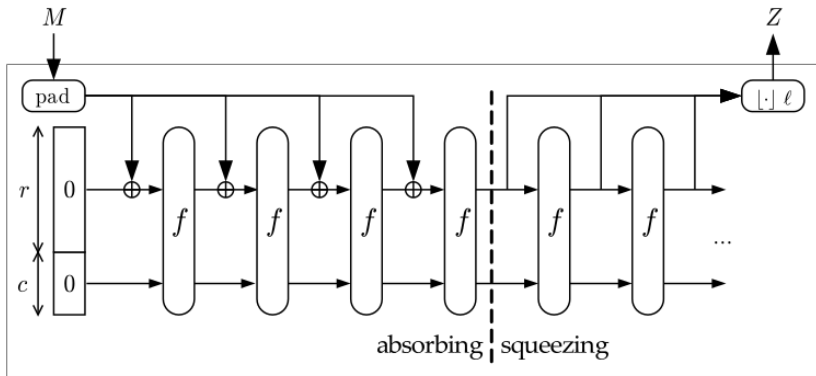 M Z
pad ⌊·⌋ ℓ
r 0 f f f f f f
...
c 0
absorbing squeezing